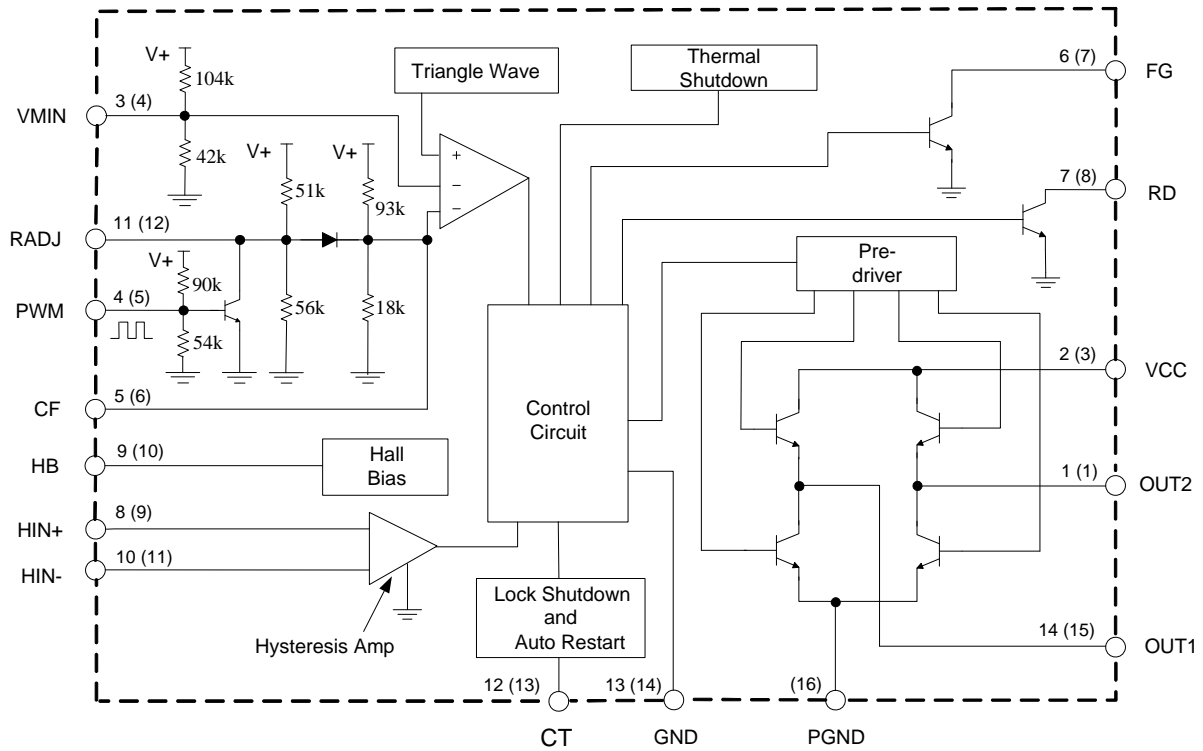 V+
104k
3 (4)
VMIN
42k
Triangle Wave
Thermal
Shutdown
6 (7)
FG
V+
V+
+
−
−
51k
93k
7 (8)
RD
11 (12)
RADJ
V+
90k
4 (5)
PWM
54k
56k
18k
Pre-
driver
2 (3)
VCC
5 (6)
CF
Control
Circuit
9 (10)
HB
Hall
Bias
1 (1)
OUT2
8 (9)
HIN+
10 (11)
HIN-
Hysteresis Amp
Lock Shutdown
and
Auto Restart
14 (15)
OUT1
12 (13)
CT
13 (14)
GND
(16)
PGND